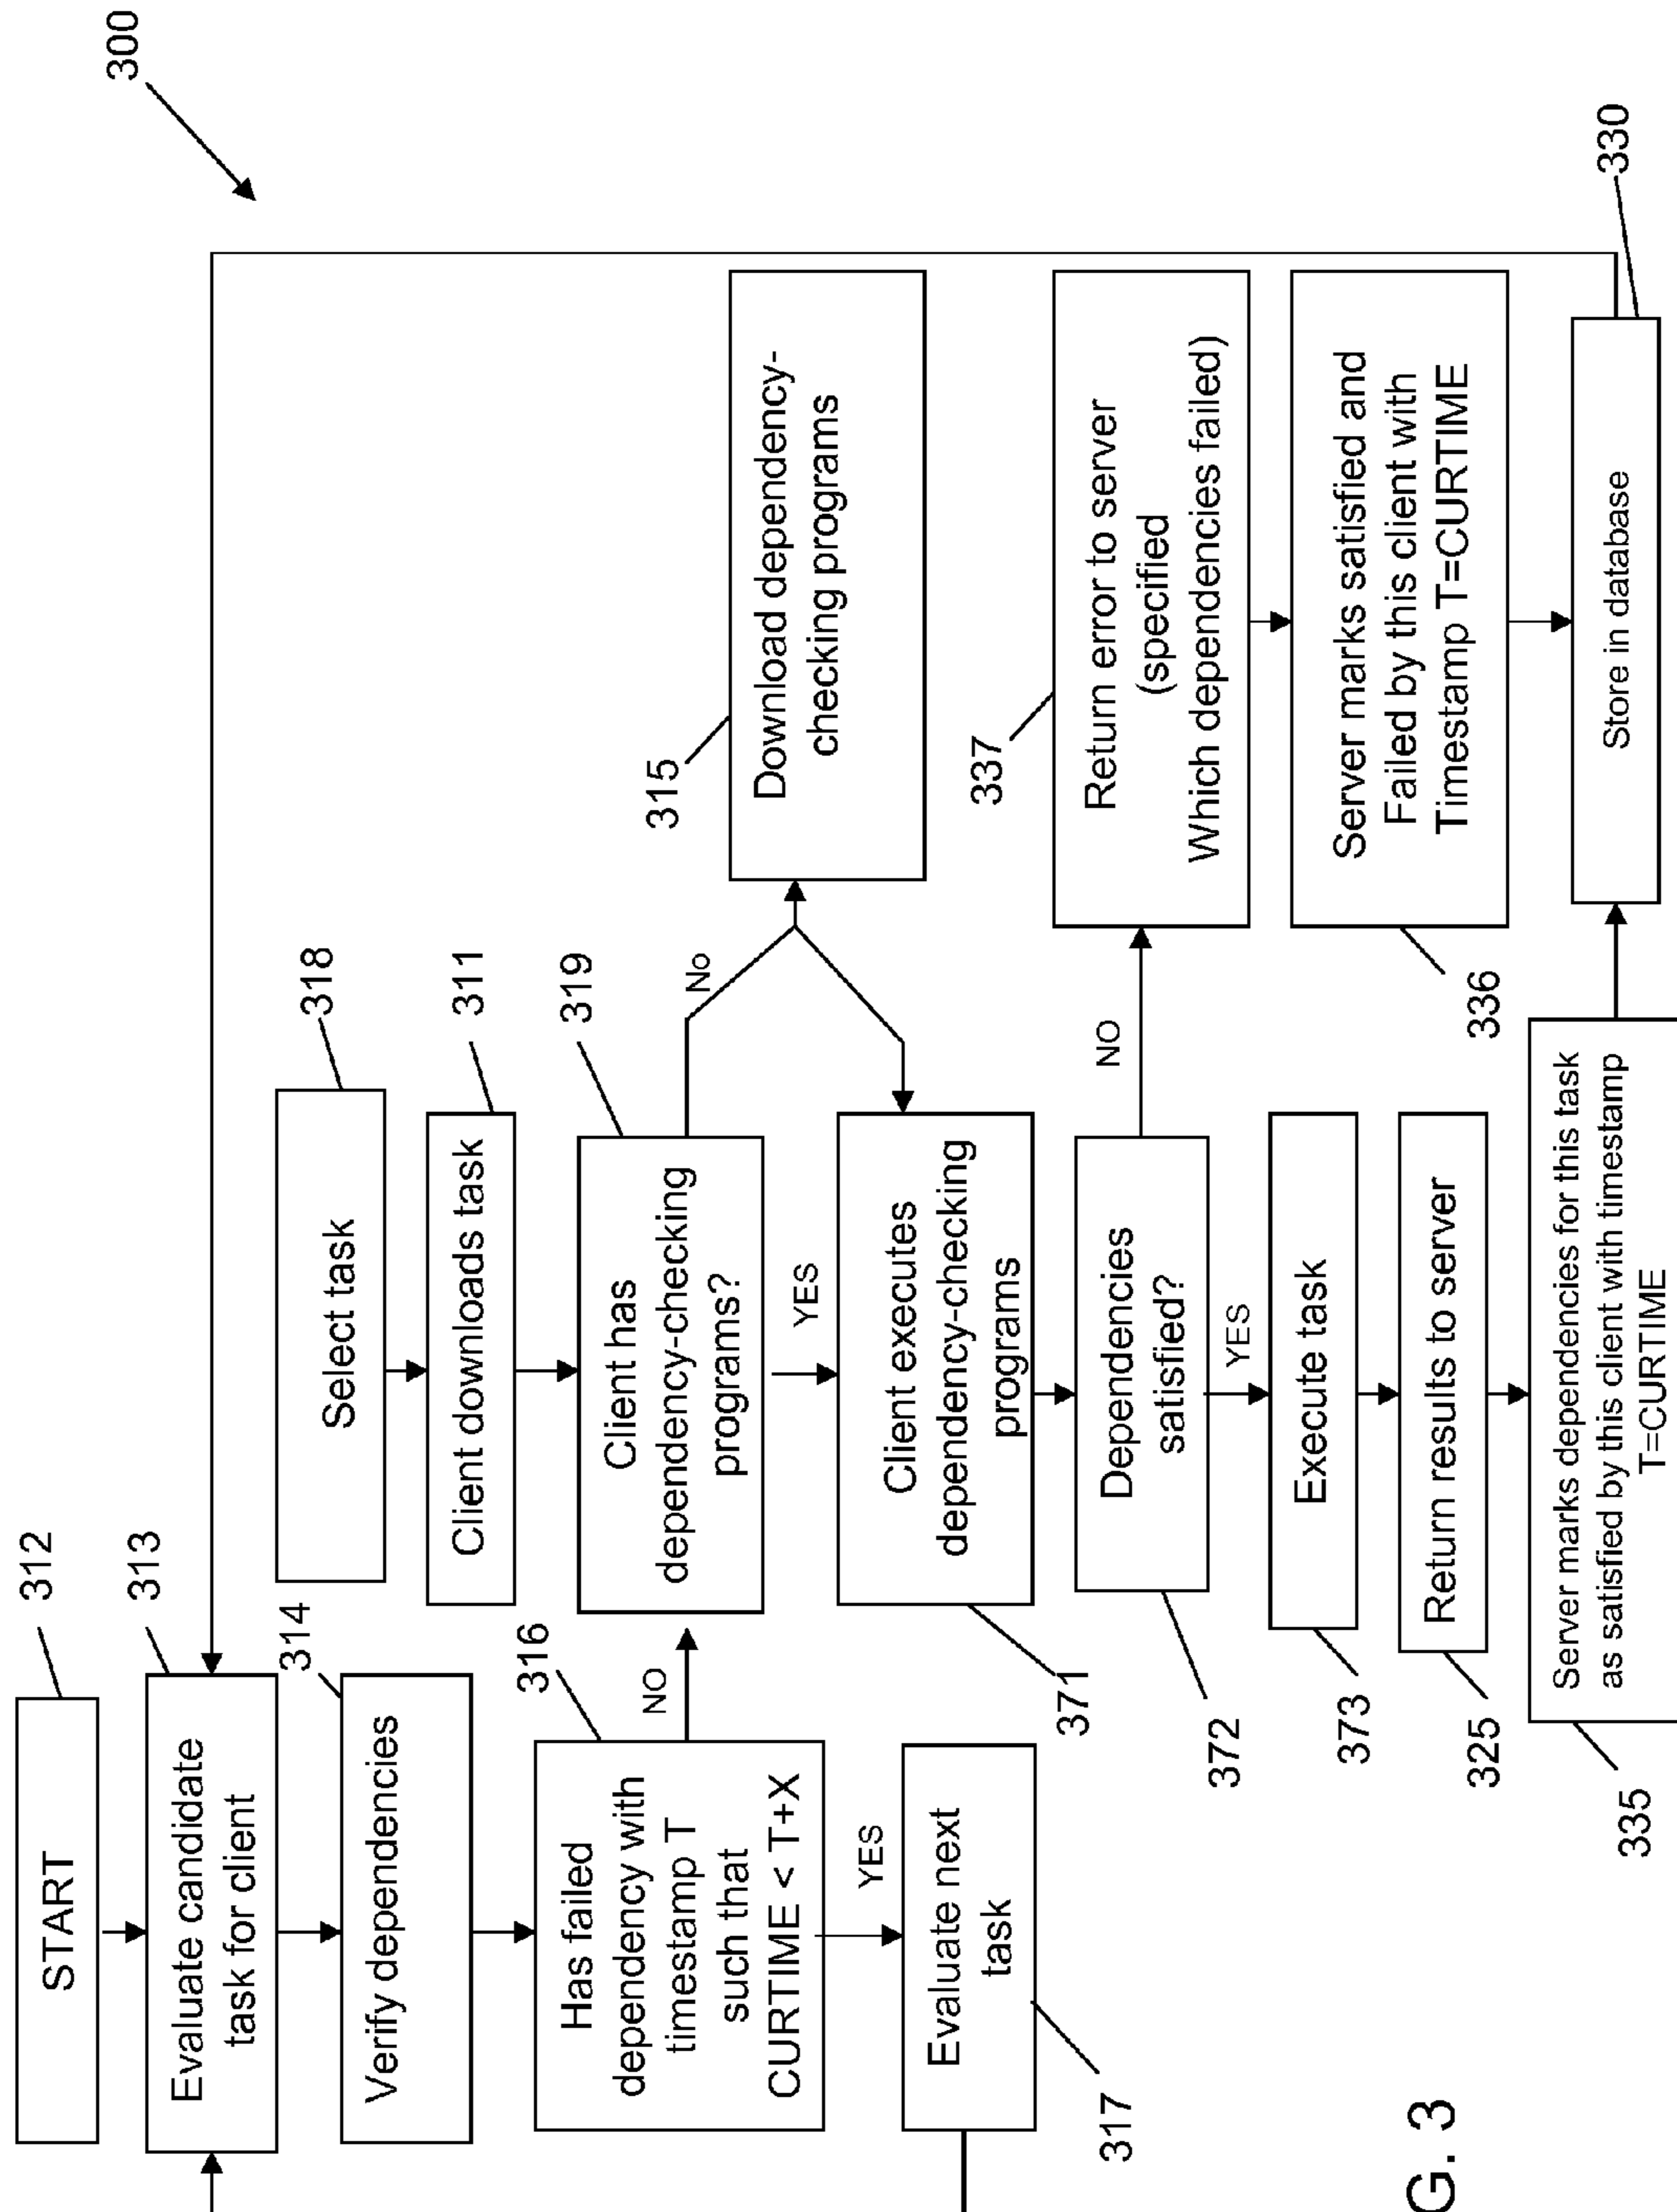 300
START
312
Evaluate candidate
task for client
313
Verify dependencies
314
Has failed
dependency with
timestamp T
such that
CURTIME < T+X
316
NO
YES
Evaluate next
task
317
Select task
318
Client downloads task
311
Client has
dependency-checking
programs?
319
No
YES
Download dependency-
checking programs
315
Client executes
dependency-checking
programs
371
Dependencies
satisfied?
372
NO
YES
Return error to server
(specified
Which dependencies failed)
337
Server marks satisfied and
Failed by this client with
Timestamp T=CURTIME
336
Execute task
373
Return results to server
325
Server marks dependencies for this task
as satisfied by this client with timestamp
T=CURTIME
335
Store in database
330
G. 3